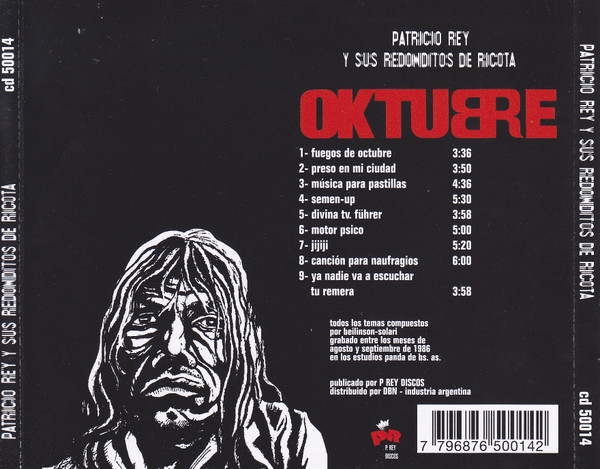 cd 50014
PATRICIO REY Y SUS REDONDITOS DE RICOTA
PATRICIO REY
Y SUS REDONDITOS DE RICOTA
OKTUBRE
1- fuegos de octubre 3:36
2- preso en mi ciudad 3:50
3- música para pastillas 4:36
4- semen-up 5:30
5- divina tv. führer 3:58
6- motor psico 5:00
7- jijiji 5:20
8- canción para naufragios 6:00
9- ya nadie va a escuchar
tu remera 3:58
todos los temas compuestos
por beilinson-solari
grabado entre los meses de
agosto y septiembre de 1986
en los estudios panda de bs. as.
publicado por P REY DISCOS
distribuido por DBN - industria argentina
PR
P REY
DISCOS
7 796876 500142
PATRICIO REY Y SUS REDONDITOS DE RICOTA
cd 50014